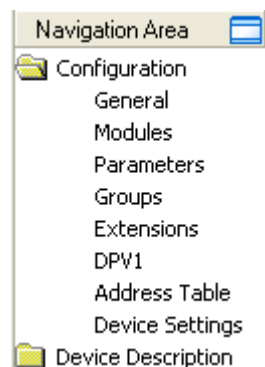 Navigation Area
Configuration
General
Modules
Parameters
Groups
Extensions
DPV1
Address Table
Device Settings
Device Description